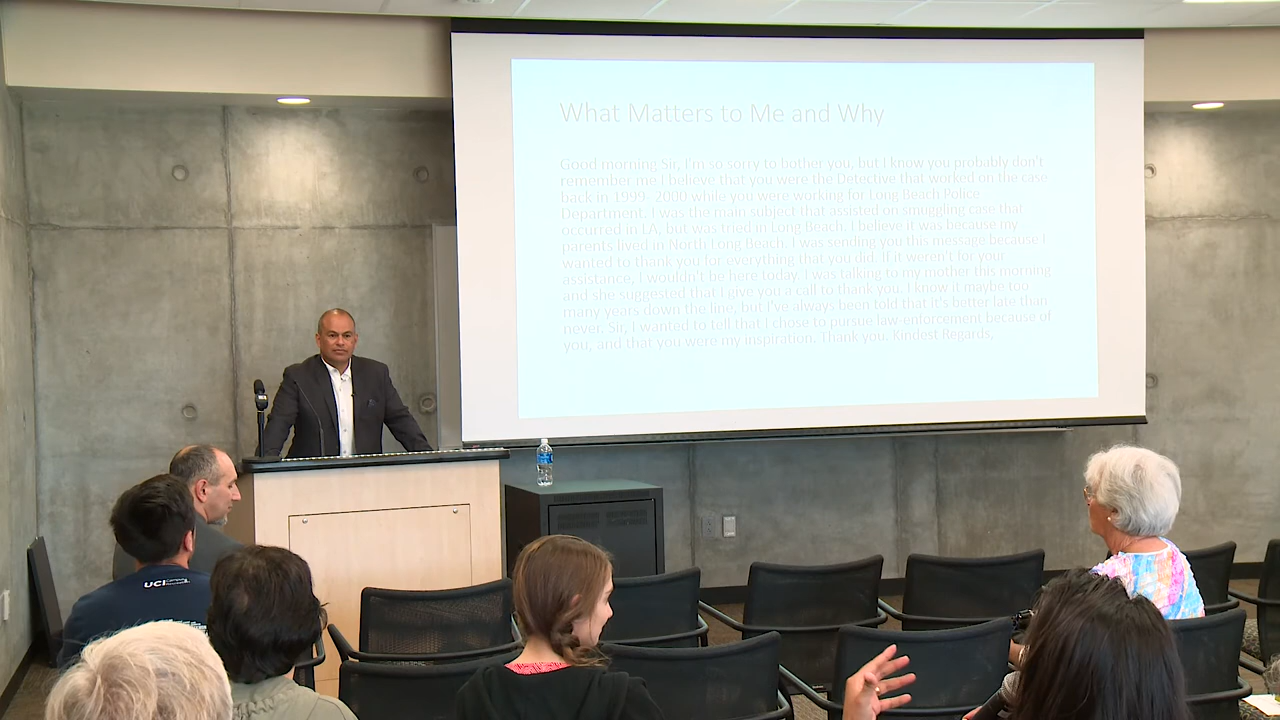 What Matters to Me and Why
Good morning Sir, I'm so sorry to bother you, but I know you probably don't
remember me I believe that you were the Detective that worked on the case
back in 1999- 2000 while you were working for Long Beach Police
Department. I was the main subject that assisted on smuggling case that
occurred in LA, but was tried in Long Beach. I believe it was because my
parents lived in North Long Beach. I was sending you this message because I
wanted to thank you for everything that you did. If it weren't for your
assistance, I wouldn't be here today. I was talking to my mother this morning
and she suggested that I give you a call to thank you. I know it maybe too
many years down the line, but I've always been told that it's better late than
never. Sir, I wanted to tell that I chose to pursue law-enforcement because of
you, and that you were my inspiration. Thank you. Kindest Regards,
UCI